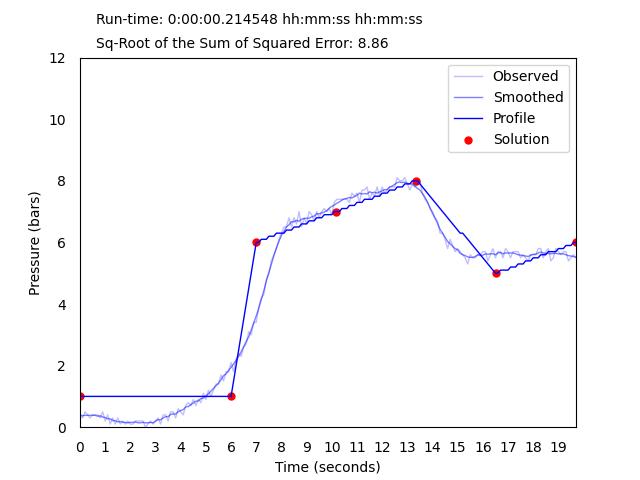 Run-time: 0:00:00.214548 hh:mm:ss hh:mm:ss
Sq-Root of the Sum of Squared Error: 8.86
12
10
8
6
4
2
0
Pressure (bars)
Observed
Smoothed
Profile
Solution
0 1 2 3 4 5 6 7 8 9 10 11 12 13 14 15 16 17 18 19
Time (seconds)